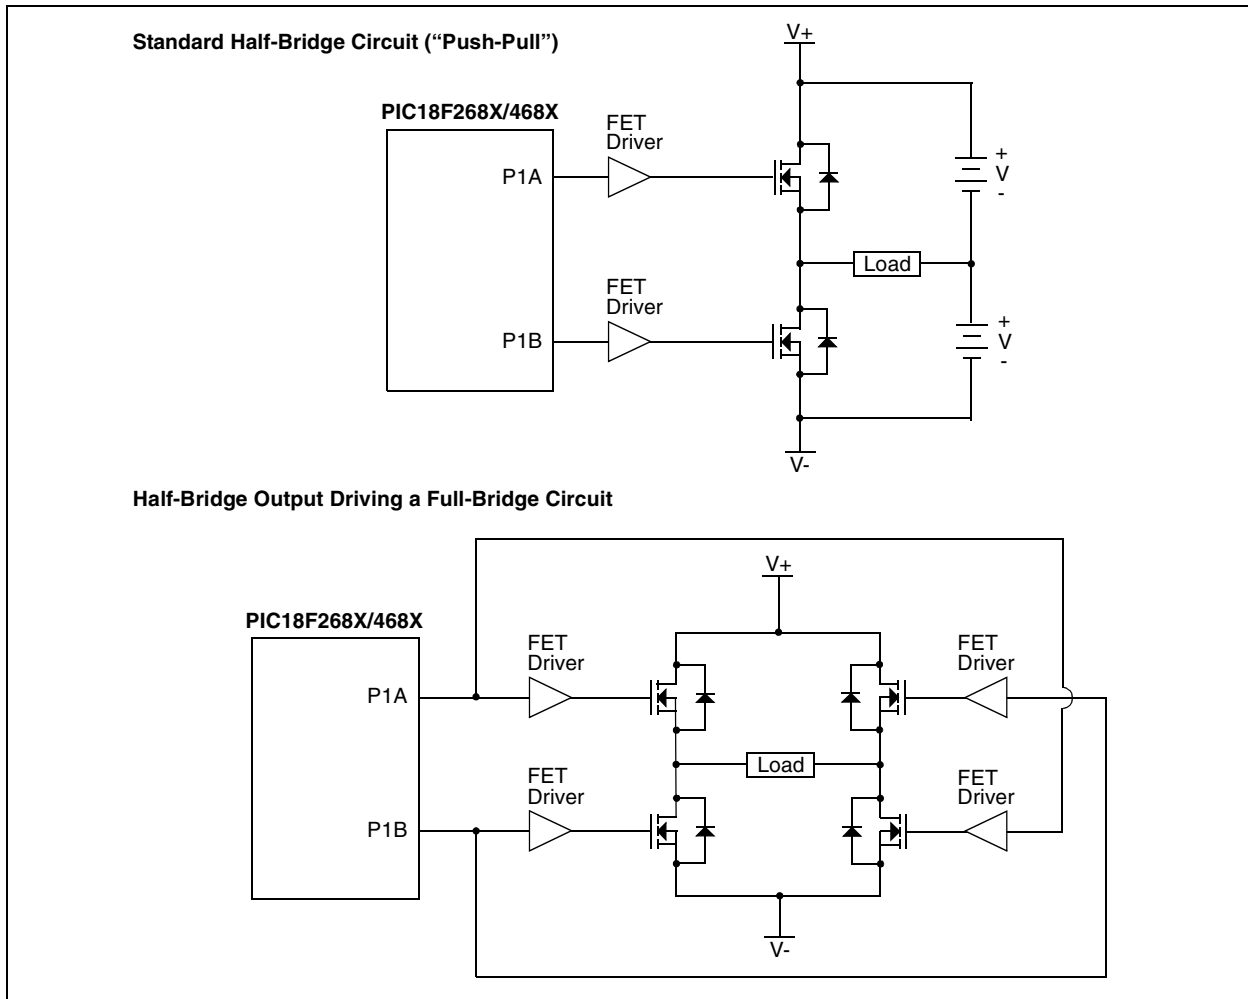 Standard Half-Bridge Circuit (“Push-Pull”)
V+
PIC18F268X/468X
FET
Driver
P1A
+
V
-
Load
FET
Driver
P1B
+
V
-
V-
Half-Bridge Output Driving a Full-Bridge Circuit
V+
PIC18F268X/468X
FET
Driver
FET
Driver
P1A
Load
FET
Driver
FET
Driver
P1B
V-